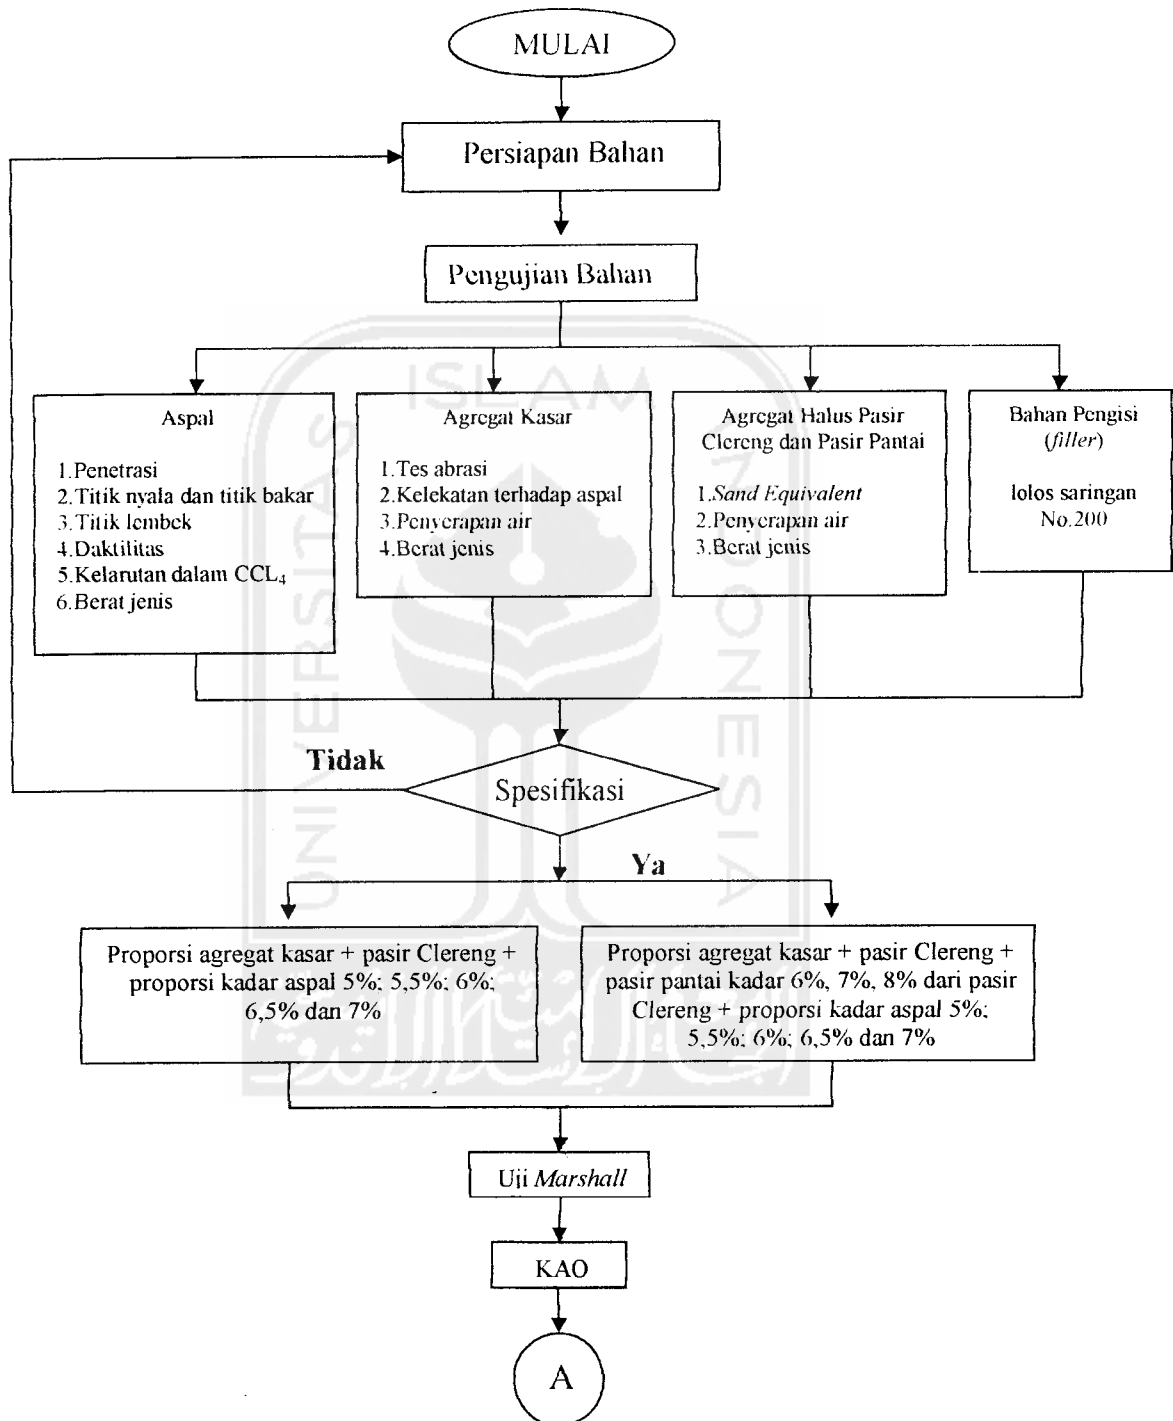 MULAI
Persiapan Bahan
Pengujian Bahan
Aspal
1.Penetrasi
2.Titik nyala dan titik bakar
3.Titik lembek
4.Daktilitas
5.Kelarutan dalam CCL₄
6.Berat jenis
Agregat Kasar
1.Tes abrasi
2.Kelekatan terhadap aspal
3.Penyerapan air
4.Berat jenis
Agregat Halus Pasir
Clereng dan Pasir Pantai
1.Sand Equivalent
2.Penyerapan air
3.Berat jenis
Bahan Pengisi
(filler)
lolos saringan
No.200
Tidak
Spesifikasi
Ya
Proporsi agregat kasar + pasir Clereng +
proporsi kadar aspal 5%; 5,5%; 6%;
6,5% dan 7%
Proporsi agregat kasar + pasir Clereng +
pasir pantai kadar 6%, 7%, 8% dari pasir
Clereng + proporsi kadar aspal 5%;
5,5%; 6%; 6,5% dan 7%
Uji Marshall
KAO
A
UNIVERSITAS
ISLAM
INDONESIA